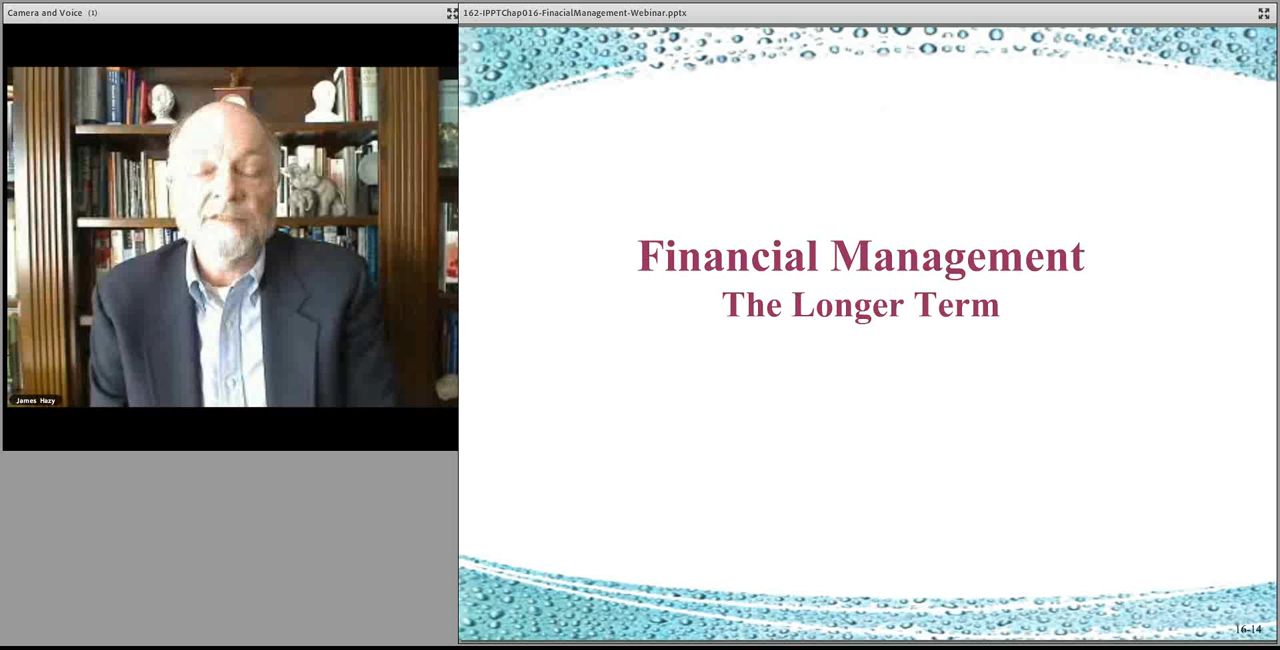 Camera and Voice (1)
162-IPPTChap016-FinacialManagement-Webinar.pptx
James Hazy
Financial Management
The Longer Term
16-14